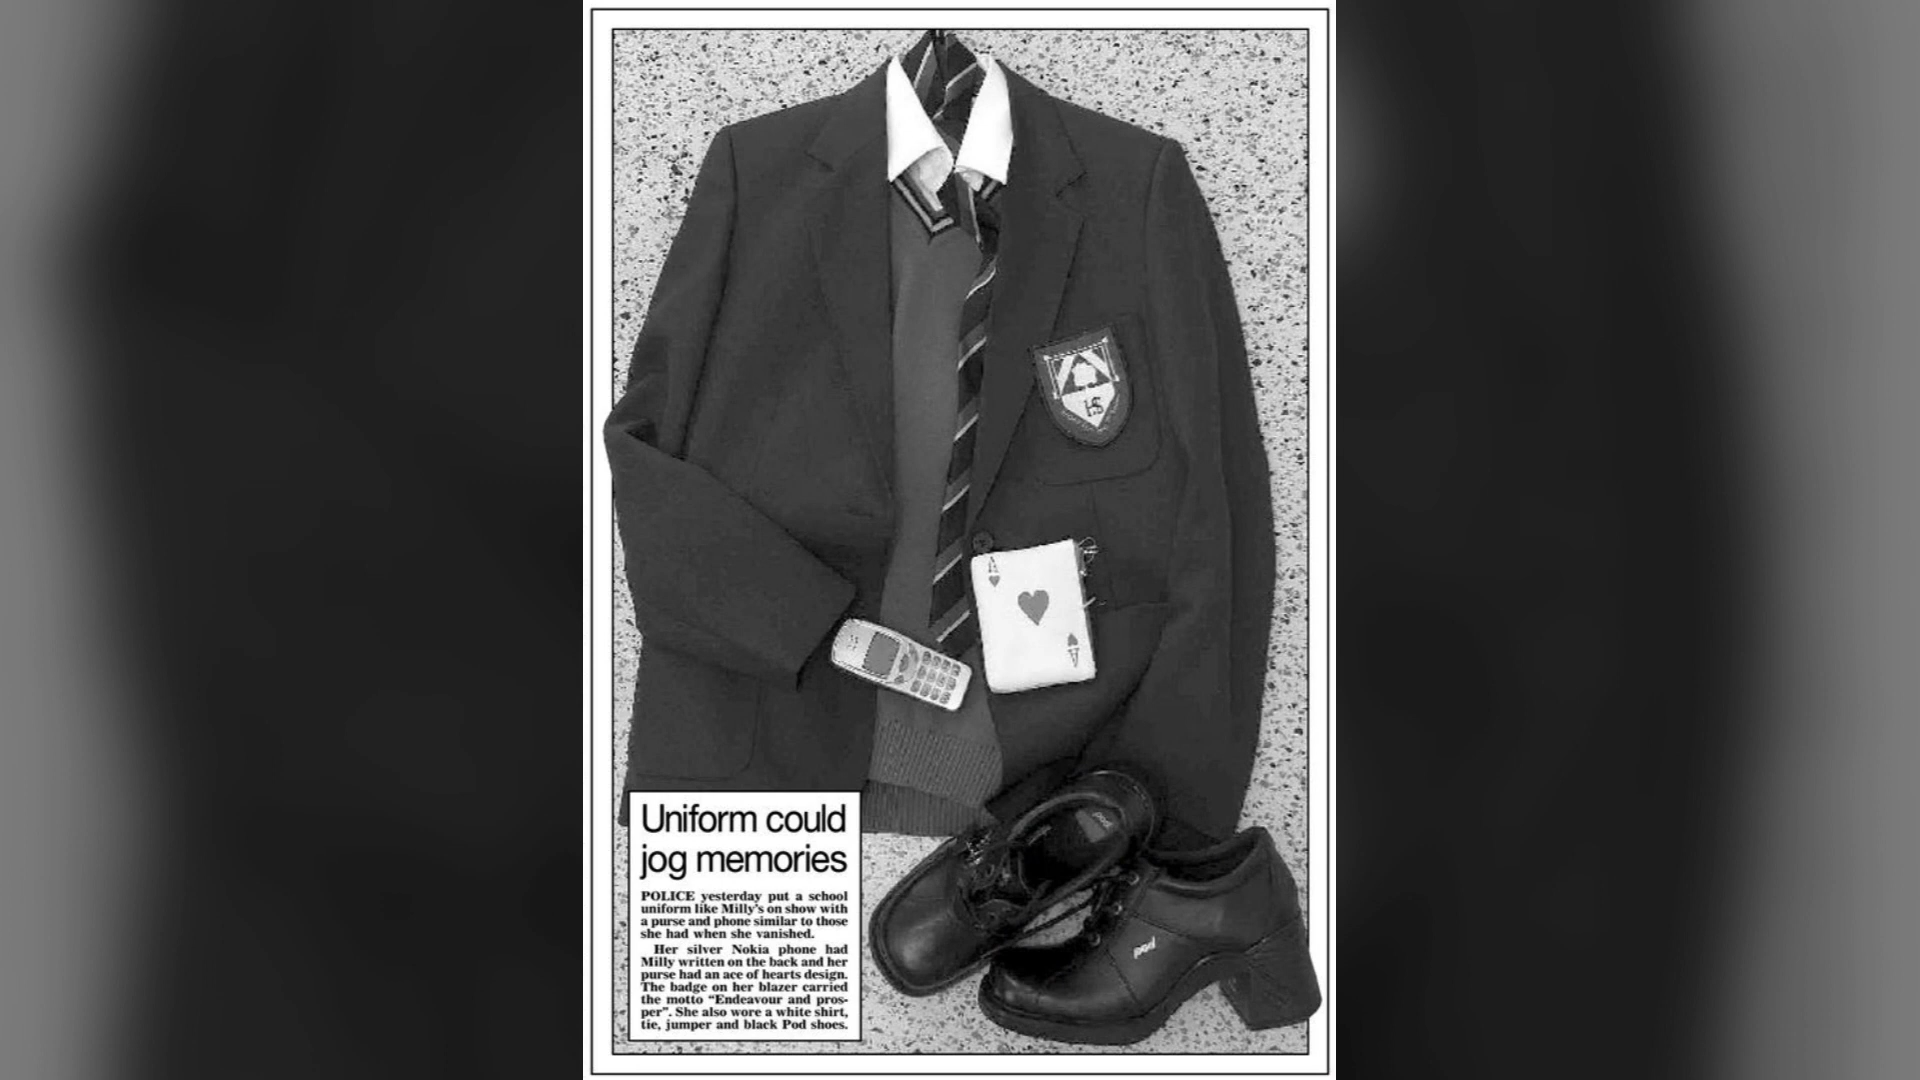 HS
A
A
pod
pod
Uniform could
jog memories
POLICE yesterday put a school
uniform like Milly's on show with
a purse and phone similar to those
she had when she vanished.
Her silver Nokia phone had
Milly written on the back and her
purse had an ace of hearts design.
The badge on her blazer carried
the motto “Endeavour and pros-
per”. She also wore a white shirt,
tie, jumper and black Pod shoes.